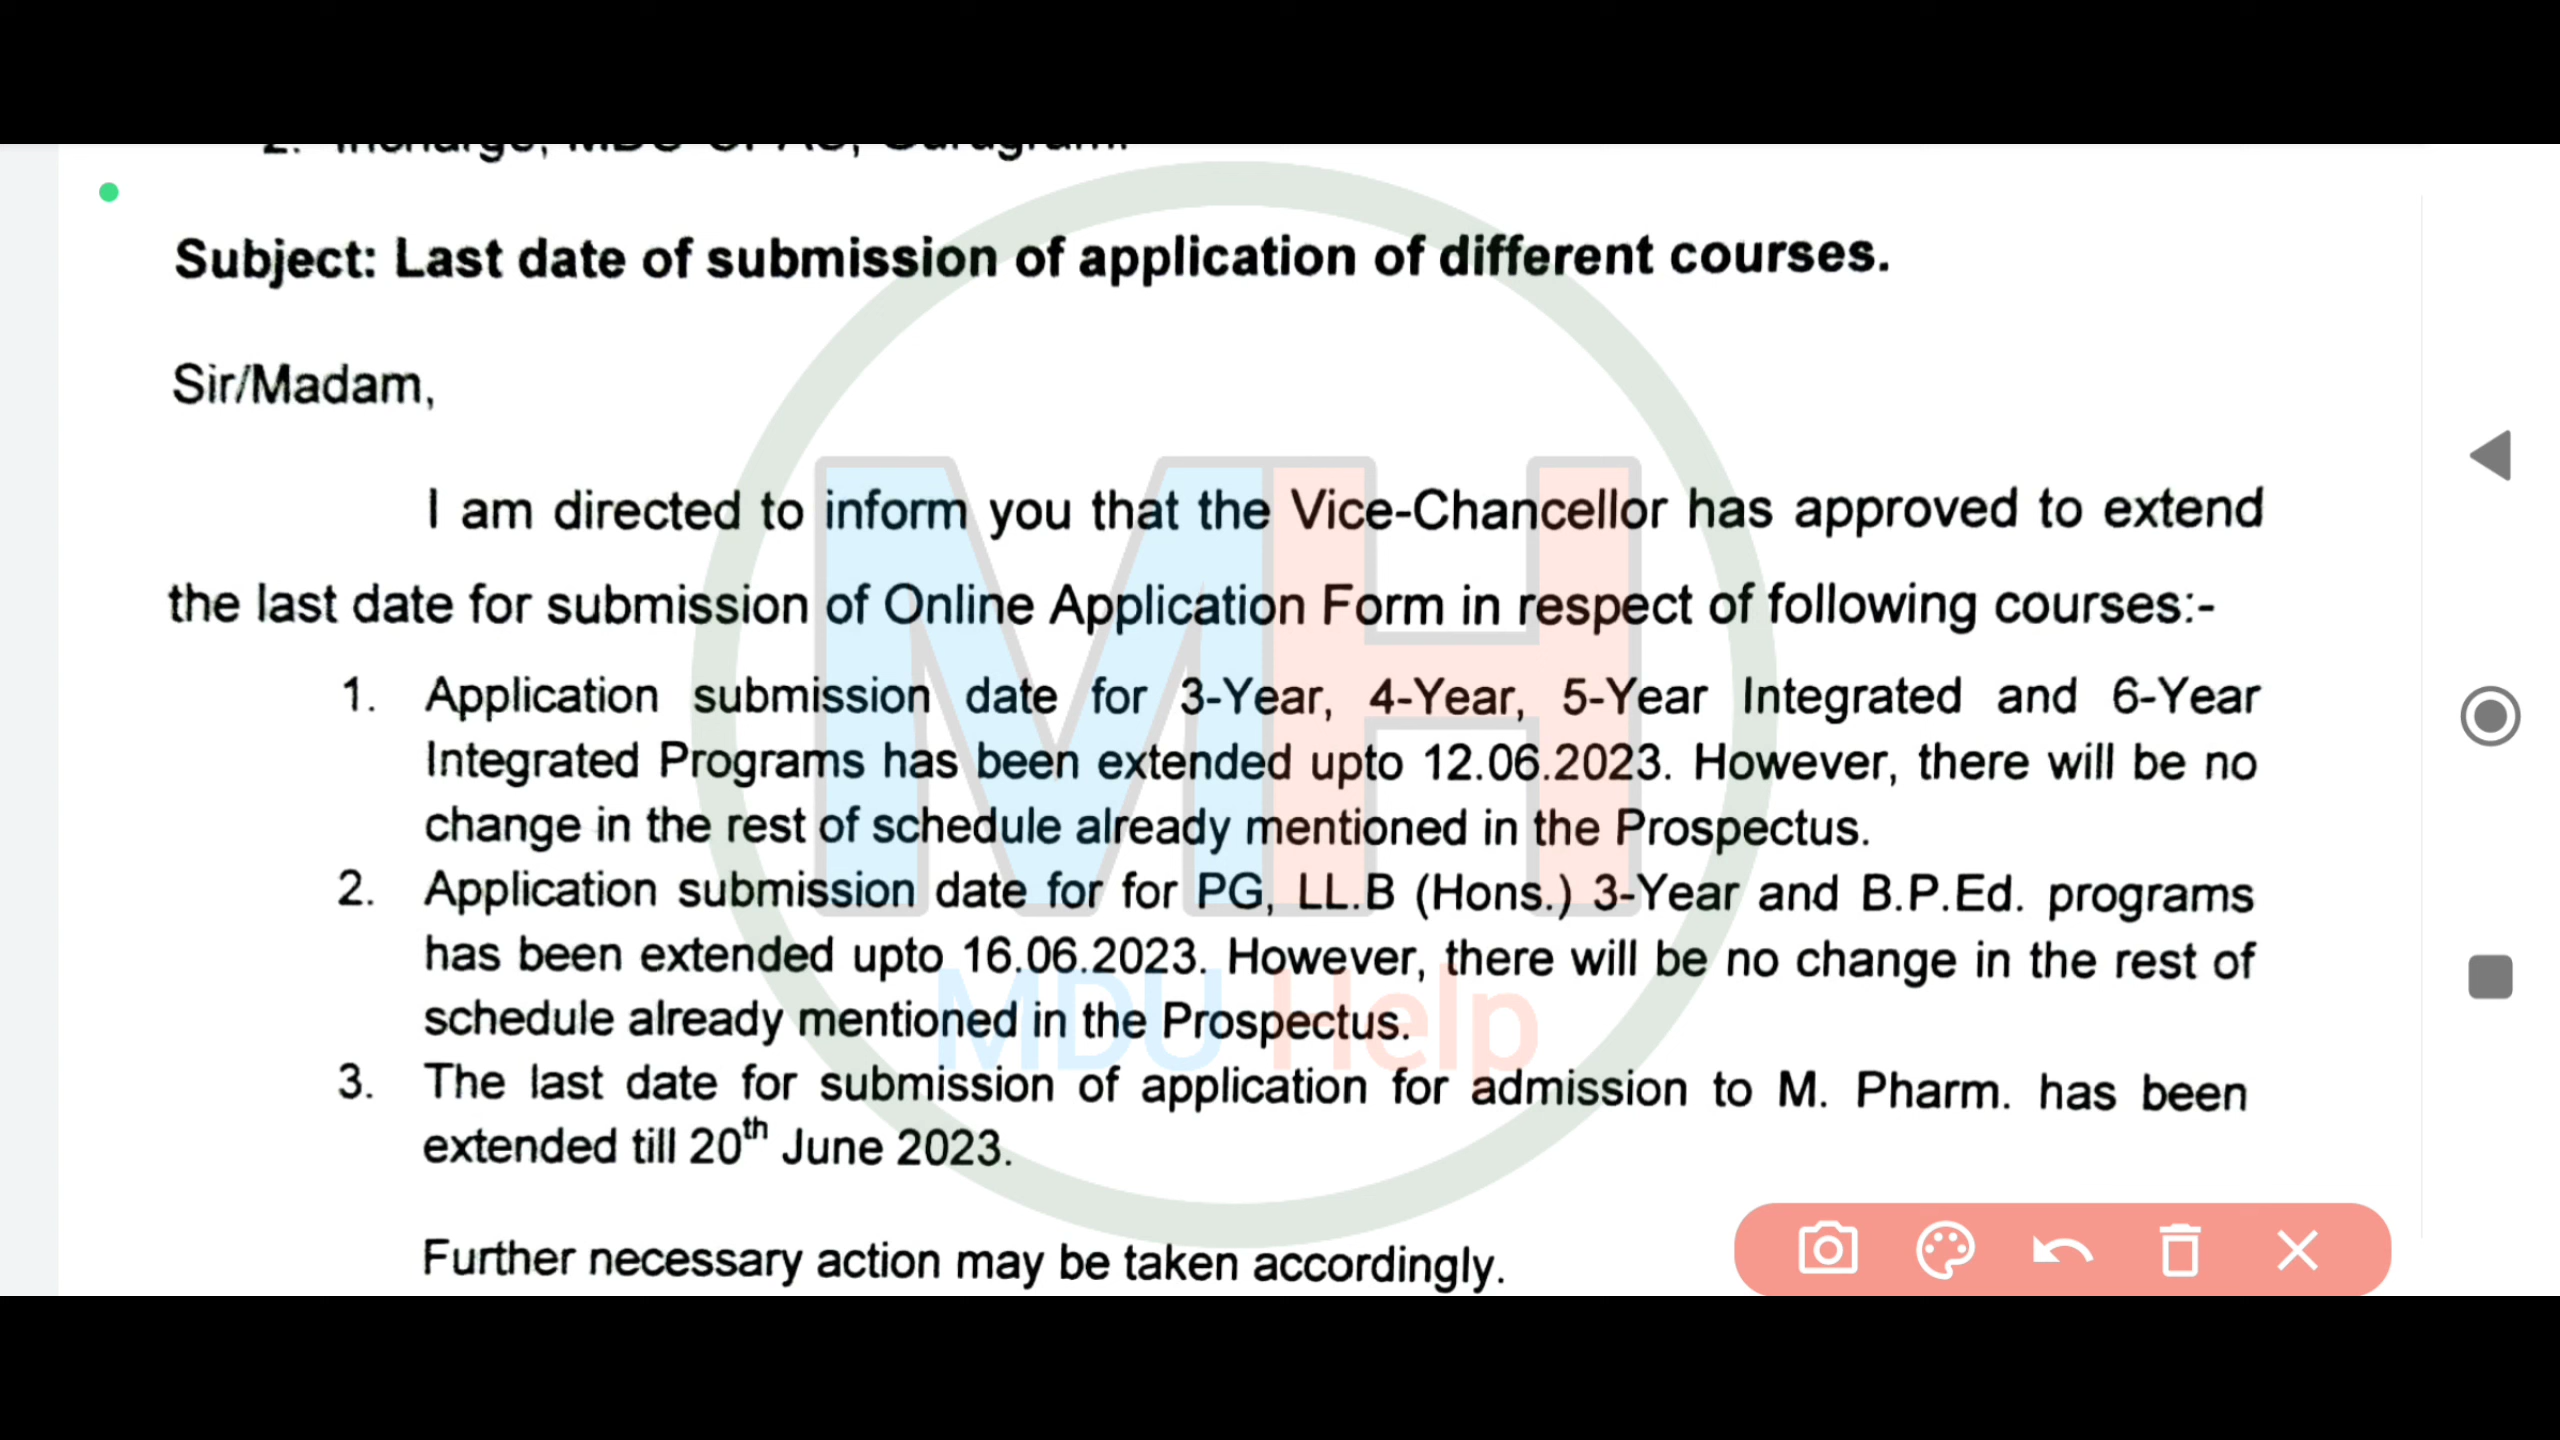 2. Incharge, MDU-CPAS, Gurugram.
Subject: Last date of submission of application of different courses.
Sir/Madam,
I am directed to inform you that the Vice-Chancellor has approved to extend
the last date for submission of Online Application Form in respect of following courses:-
1. Application submission date for 3-Year, 4-Year, 5-Year Integrated and 6-Year
Integrated Programs has been extended upto 12.06.2023. However, there will be no
change in the rest of schedule already mentioned in the Prospectus.
2. Application submission date for for PG, LL.B (Hons.) 3-Year and B.P.Ed. programs
has been extended upto 16.06.2023. However, there will be no change in the rest of
schedule already mentioned in the Prospectus.
3. The last date for submission of application for admission to M. Pharm. has been
extended till 20th June 2023.
Further necessary action may be taken accordingly.
MH
MDU Help